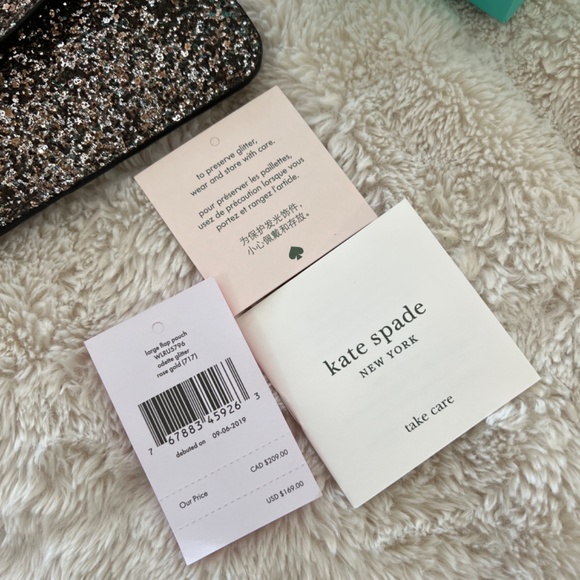 to preserve glitter,
wear and store with care.
pour préserver les paillettes,
usez de précaution lorsque vous
portez et rangez l'article.
为保护发光饰件，
小心佩戴和存放。
kate spade
NEW YORK
take care
large flap pouch
WLRU5796
odette glitter
rose gold (717)
7 67883 45926 3
debuted on 09-06-2019
CAD $209.00
Our Price
USD $169.00